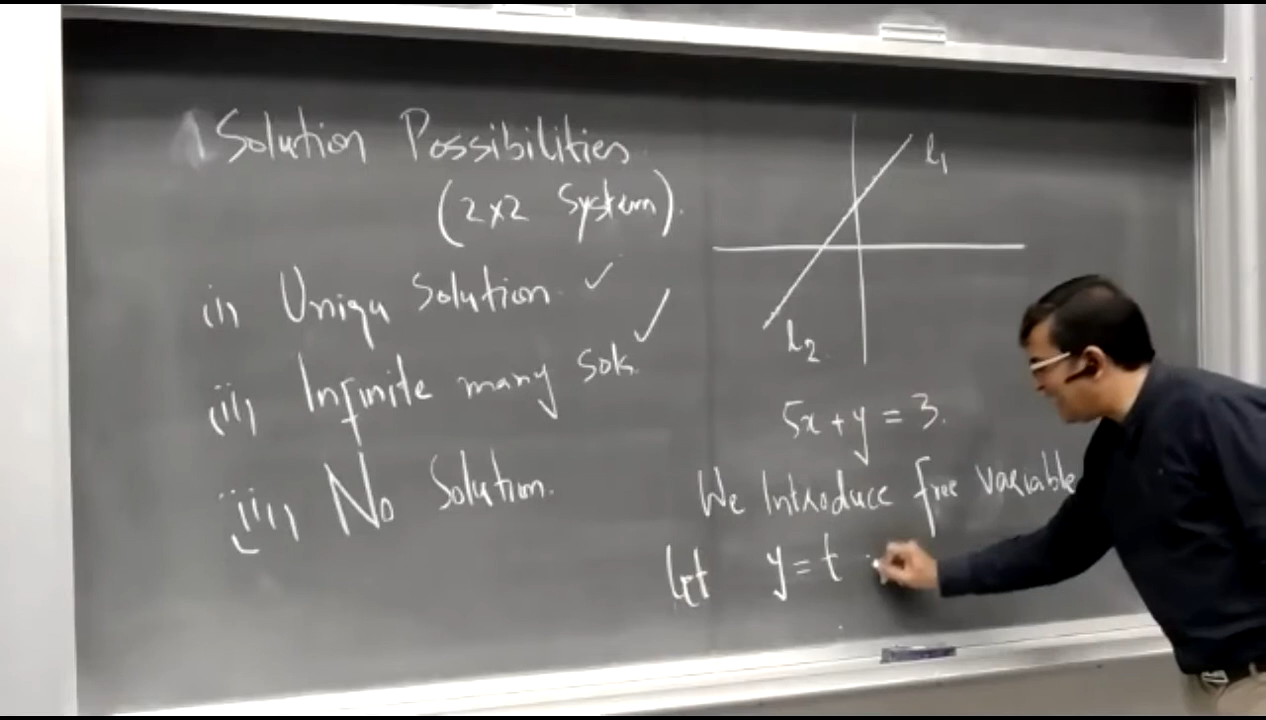 Solution Possibilities
(2x2 System).
i) Uniqu Solution ✓
(ii) Infinite many Sols. ✓
(iii) No Solution.
l₁
l₂
5x + y = 3.
We Introduce free variable
Let y = t